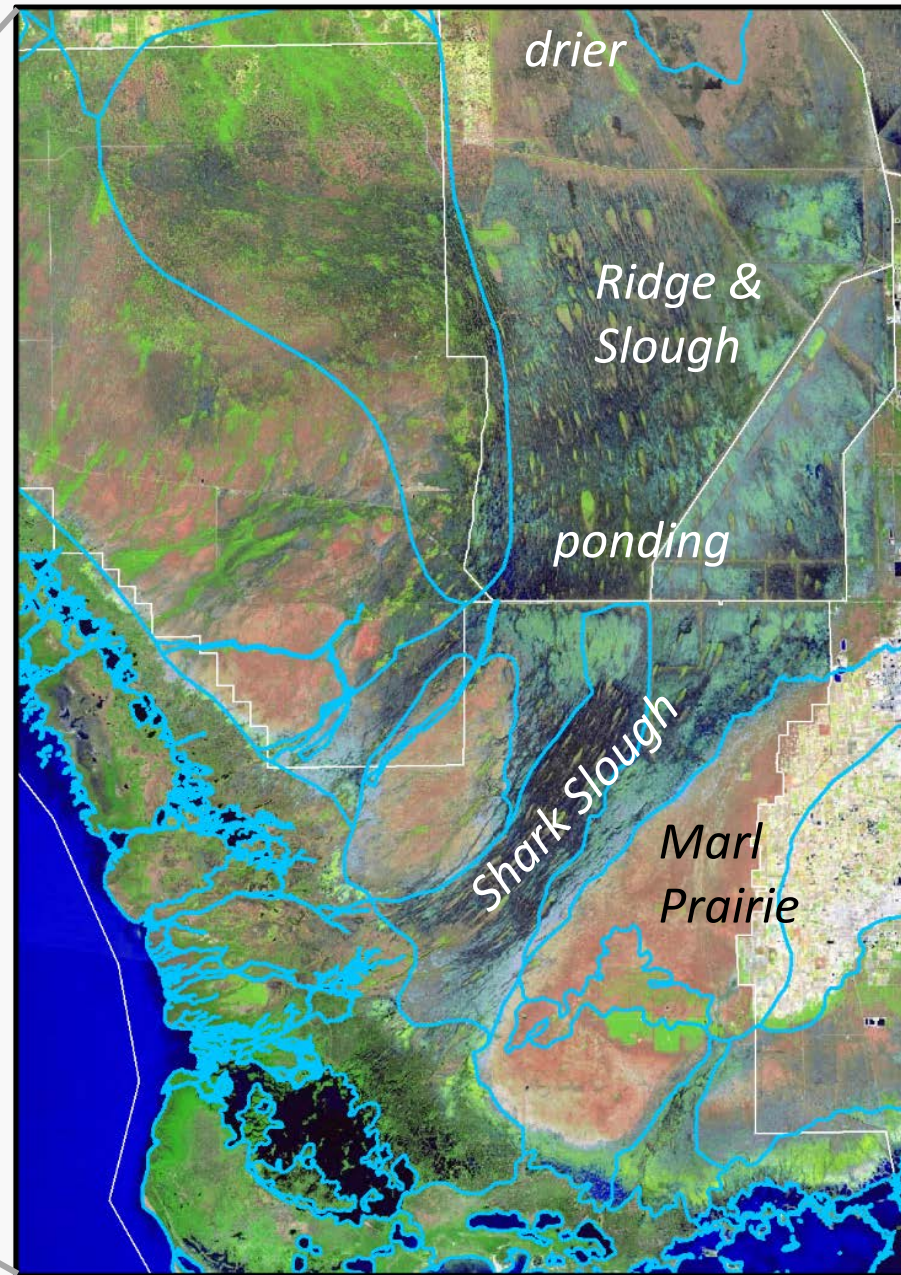 drier
Ridge &
Slough
ponding
Shark Slough
Marl
Prairie